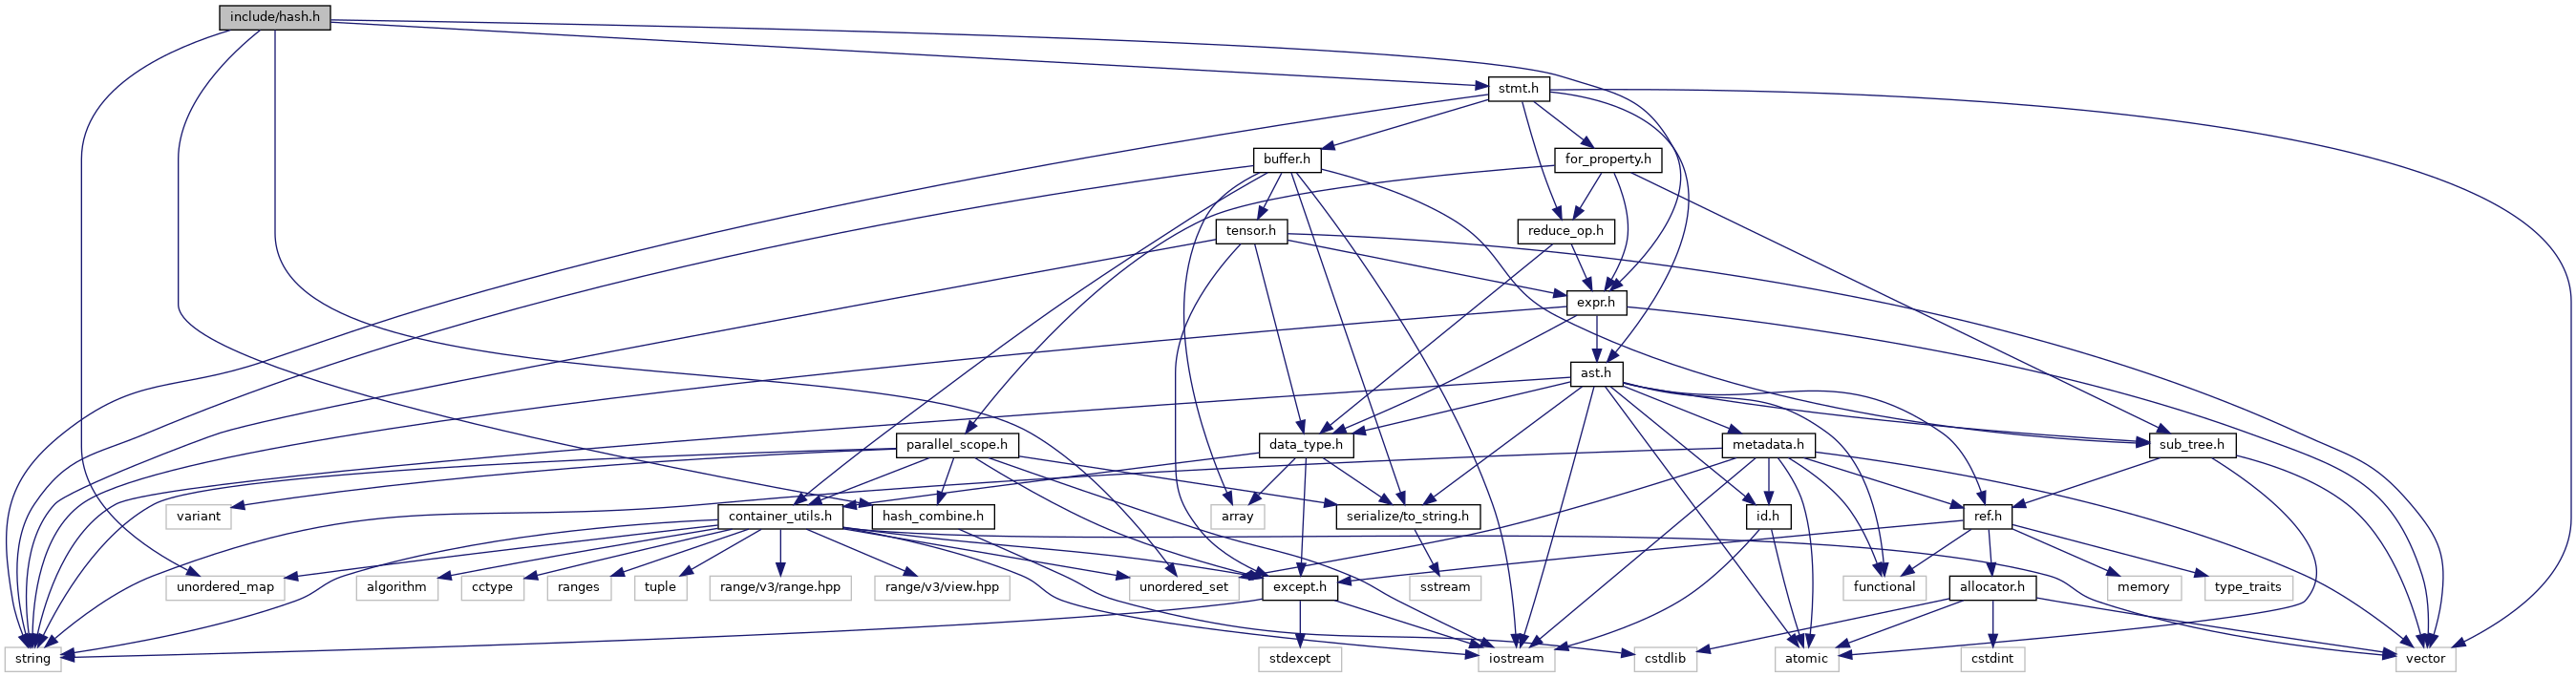 include/hash.h
stmt.h
buffer.h
for_property.h
tensor.h
reduce_op.h
expr.h
ast.h
parallel_scope.h
data_type.h
metadata.h
sub_tree.h
variant
container_utils.h
hash_combine.h
array
serialize/to_string.h
id.h
ref.h
unordered_map
algorithm
cctype
ranges
tuple
range/v3/range.hpp
range/v3/view.hpp
unordered_set
except.h
sstream
functional
allocator.h
memory
type_traits
string
stdexcept
iostream
cstdlib
atomic
cstdint
vector